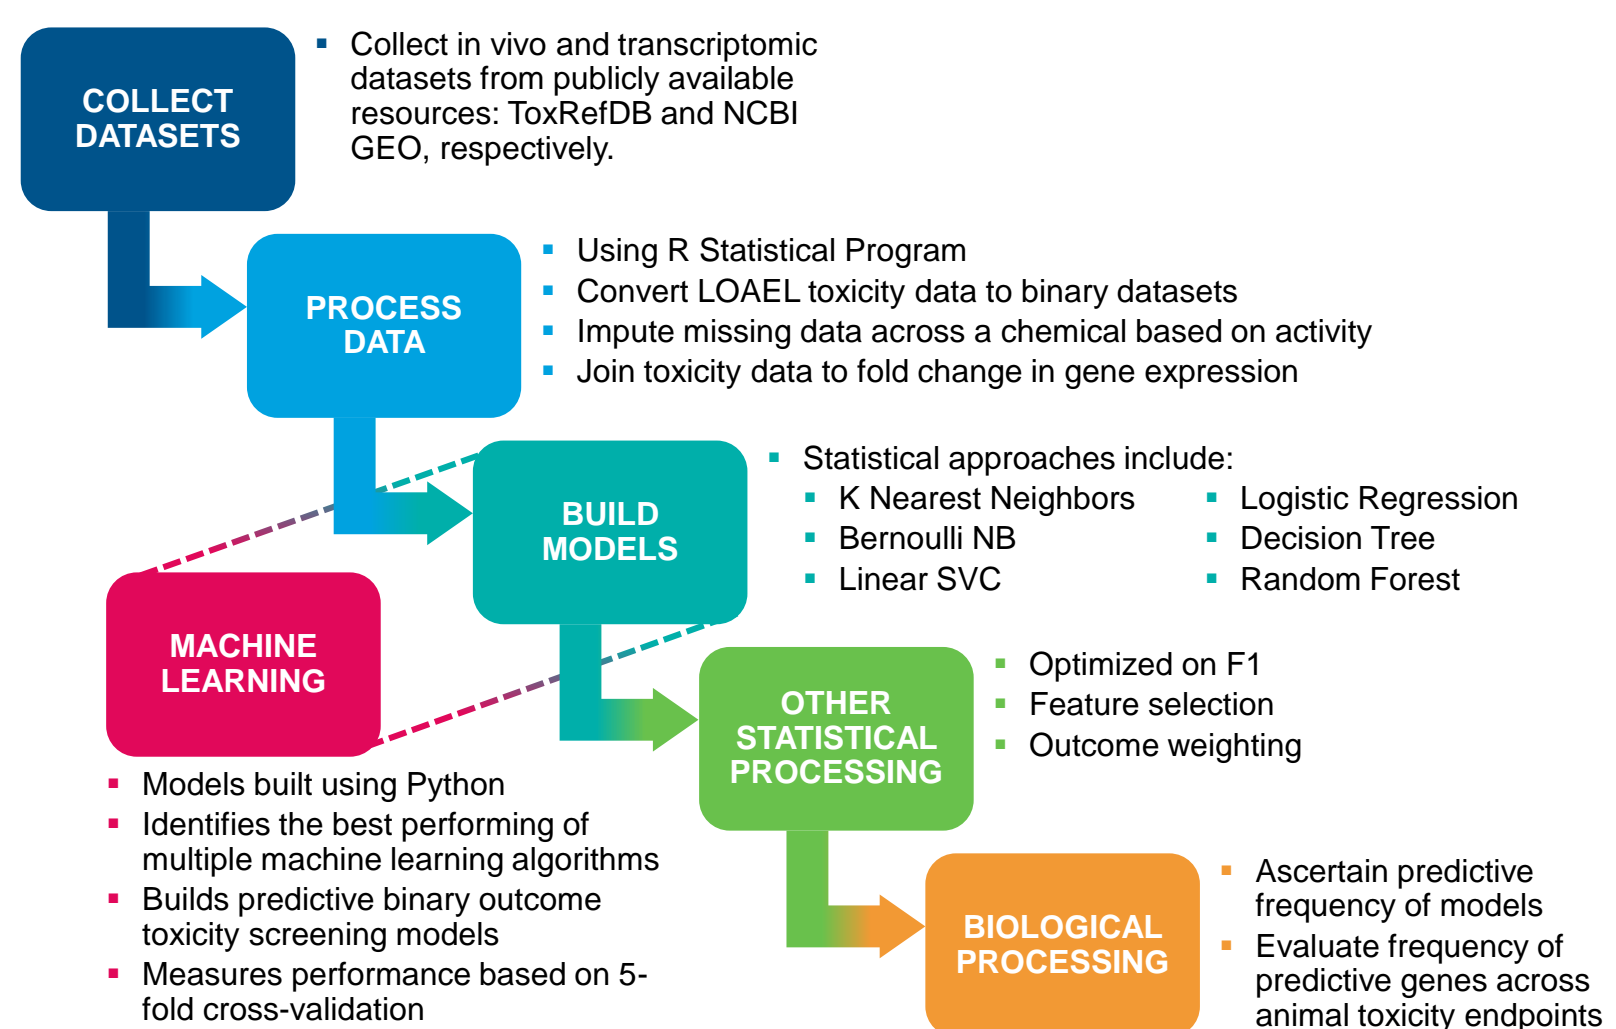 COLLECT
DATASETS
Collect in vivo and transcriptomic
datasets from publicly available
resources: ToxRefDB and NCBI
GEO, respectively.
PROCESS
DATA
Using R Statistical Program
Convert LOAEL toxicity data to binary datasets
Impute missing data across a chemical based on activity
Join toxicity data to fold change in gene expression
BUILD
MODELS
Statistical approaches include:
K Nearest Neighbors
Bernoulli NB
Linear SVC
Logistic Regression
Decision Tree
Random Forest
MACHINE
LEARNING
Models built using Python
Identifies the best performing of
multiple machine learning algorithms
Builds predictive binary outcome
toxicity screening models
Measures performance based on 5-
fold cross-validation
OTHER
STATISTICAL
PROCESSING
Optimized on F1
Feature selection
Outcome weighting
BIOLOGICAL
PROCESSING
Ascertain predictive
frequency of models
Evaluate frequency of
predictive genes across
animal toxicity endpoints